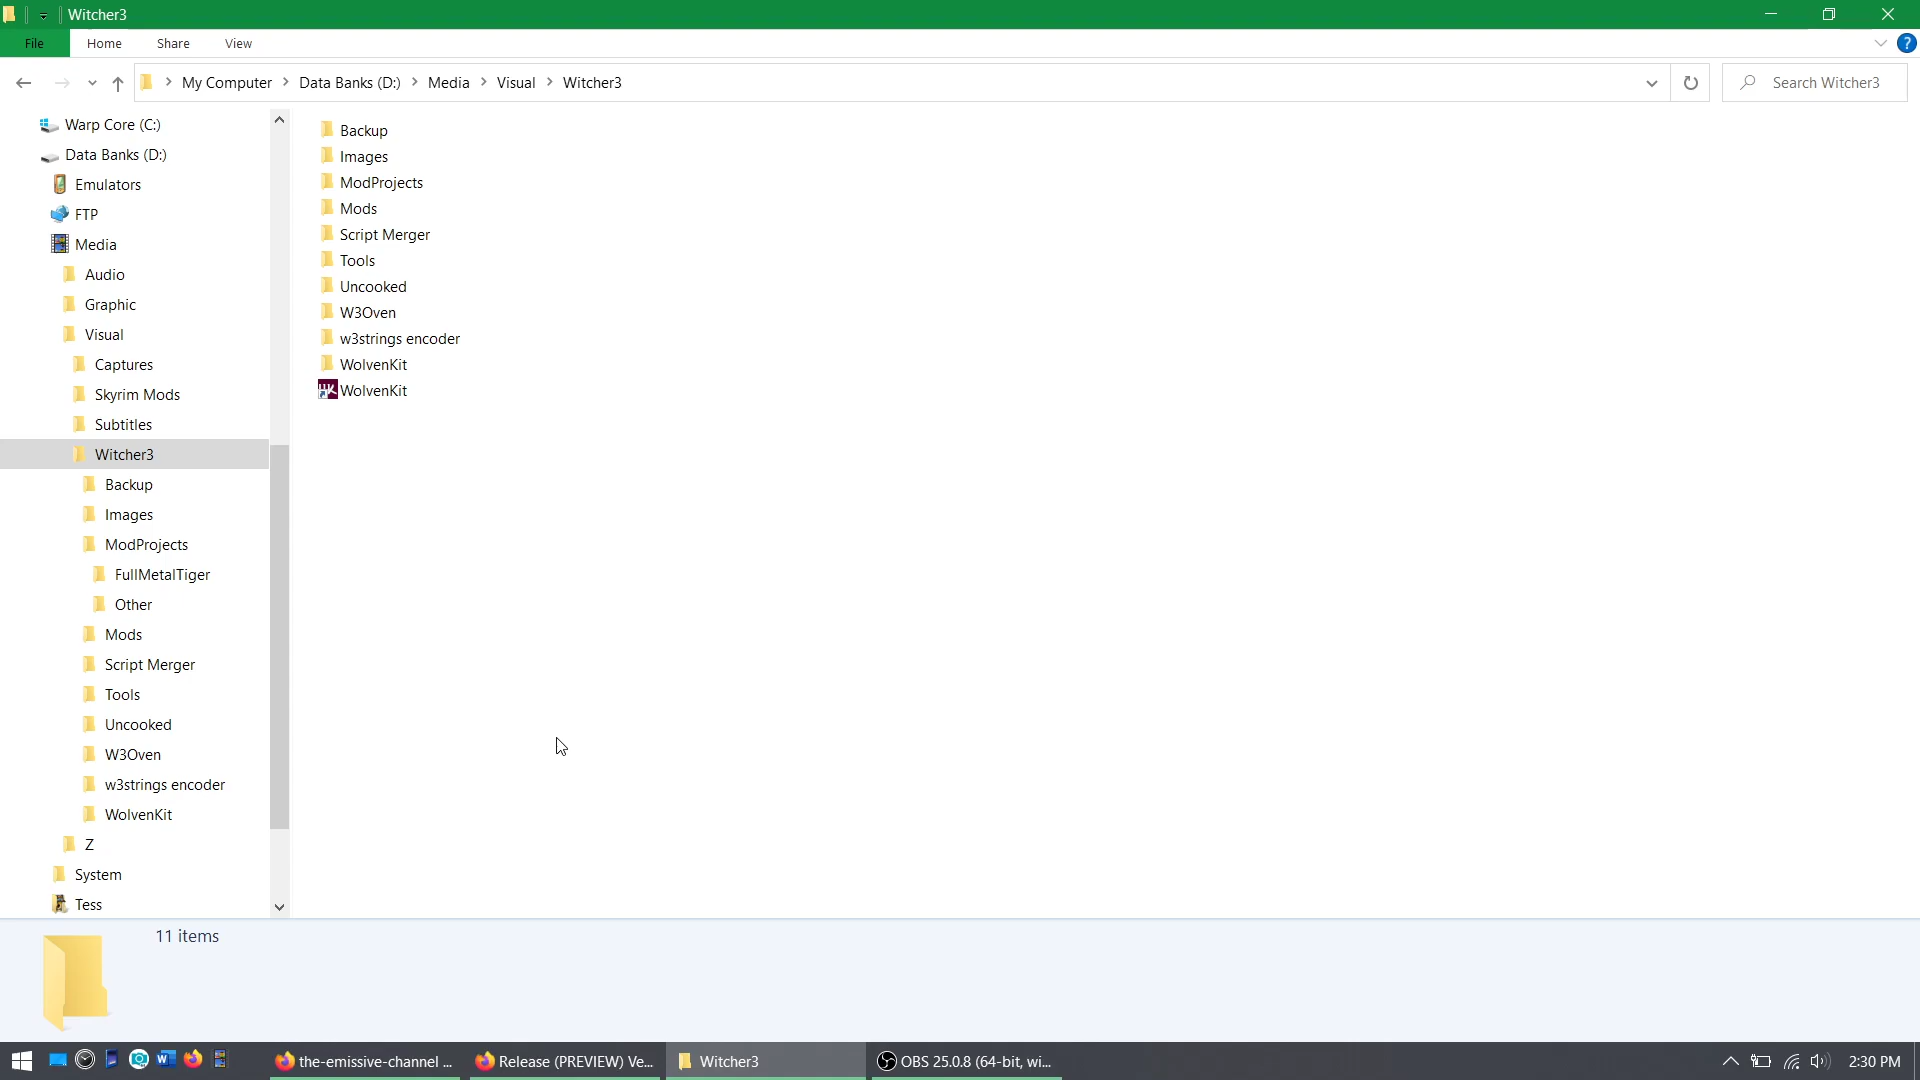 Witcher3
File
Home
Share
View
?
My Computer
Data Banks (D:)
Media
Visual
Witcher3
Search Witcher3
Warp Core (C:)
Data Banks (D:)
Emulators
FTP
Media
Audio
Graphic
Visual
Captures
Skyrim Mods
Subtitles
Witcher3
Backup
Images
ModProjects
FullMetalTiger
Other
Mods
Script Merger
Tools
Uncooked
W3Oven
w3strings encoder
WolvenKit
Z
System
Tess
Backup
Images
ModProjects
Mods
Script Merger
Tools
Uncooked
W3Oven
w3strings encoder
WolvenKit
WolvenKit
11 items
the-emissive-channel ...
Release (PREVIEW) Ve...
Witcher3
OBS 25.0.8 (64-bit, wi...
2:30 PM